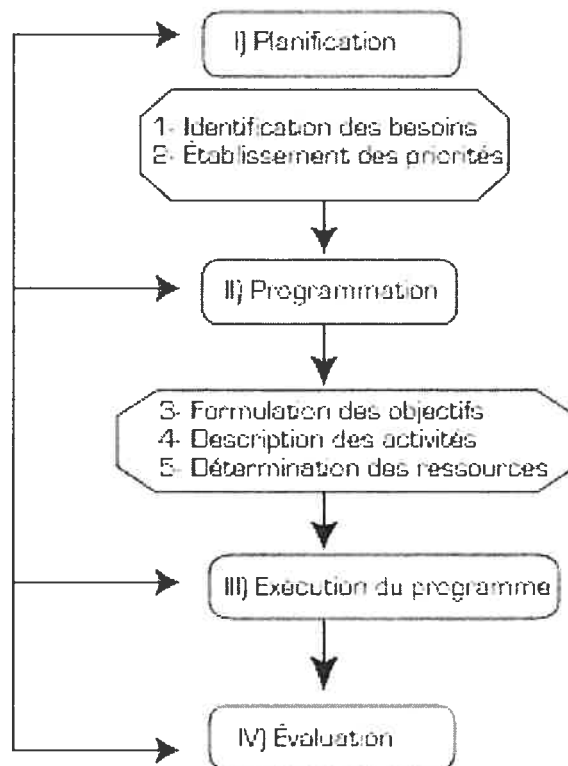 I) Planification
1- Identification des besoins
2- Établissement des priorités
II) Programmation
3- Formulation des objectifs
4- Description des activités
5- Détermination des ressources
III) Exécution du programme
IV) Évaluation